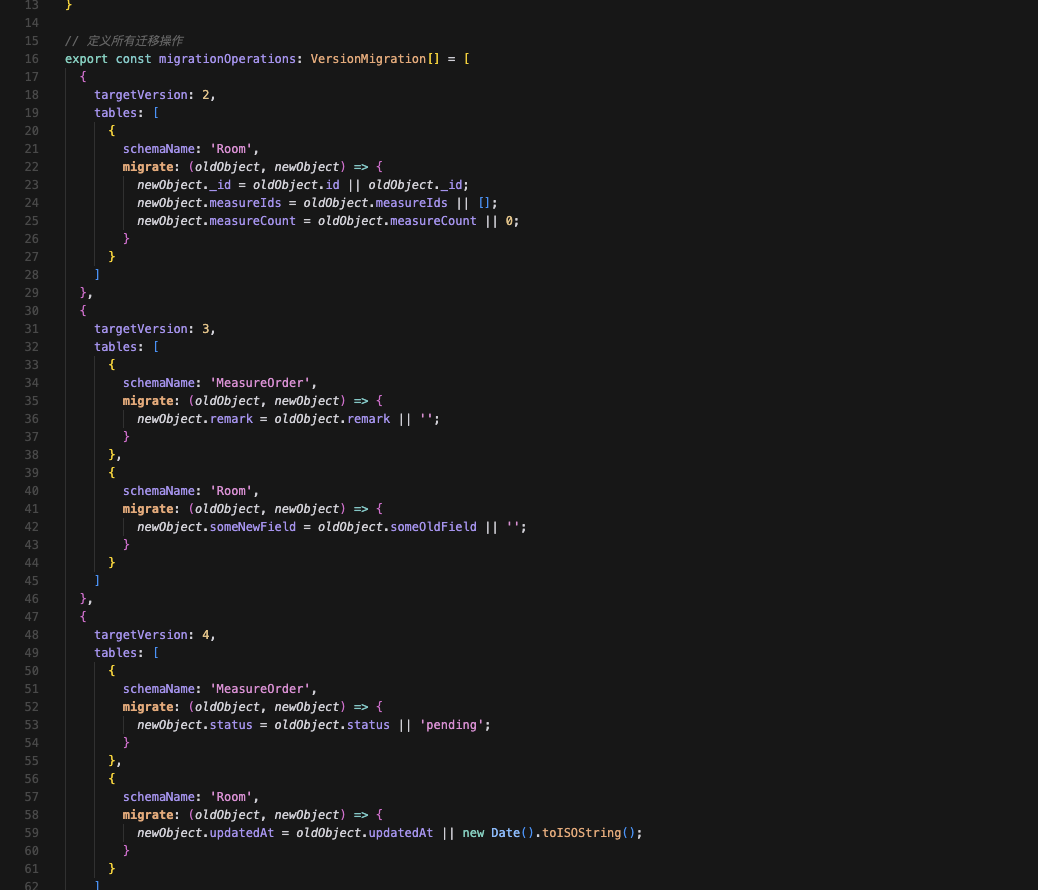 13 }
14
15 // 定义所有迁移操作
16 export const migrationOperations: VersionMigration[] = [
17   {
18     targetVersion: 2,
19     tables: [
20       {
21         schemaName: 'Room',
22         migrate: (oldObject, newObject) => {
23           newObject._id = oldObject.id || oldObject._id;
24           newObject.measureIds = oldObject.measureIds || [];
25           newObject.measureCount = oldObject.measureCount || 0;
26         }
27       }
28     ]
29   },
30   {
31     targetVersion: 3,
32     tables: [
33       {
34         schemaName: 'MeasureOrder',
35         migrate: (oldObject, newObject) => {
36           newObject.remark = oldObject.remark || '';
37         }
38       },
39       {
40         schemaName: 'Room',
41         migrate: (oldObject, newObject) => {
42           newObject.someNewField = oldObject.someOldField || '';
43         }
44       }
45     ]
46   },
47   {
48     targetVersion: 4,
49     tables: [
50       {
51         schemaName: 'MeasureOrder',
52         migrate: (oldObject, newObject) => {
53           newObject.status = oldObject.status || 'pending';
54         }
55       },
56       {
57         schemaName: 'Room',
58         migrate: (oldObject, newObject) => {
59           newObject.updatedAt = oldObject.updatedAt || new Date().toISOString();
60         }
61       }
62     ]